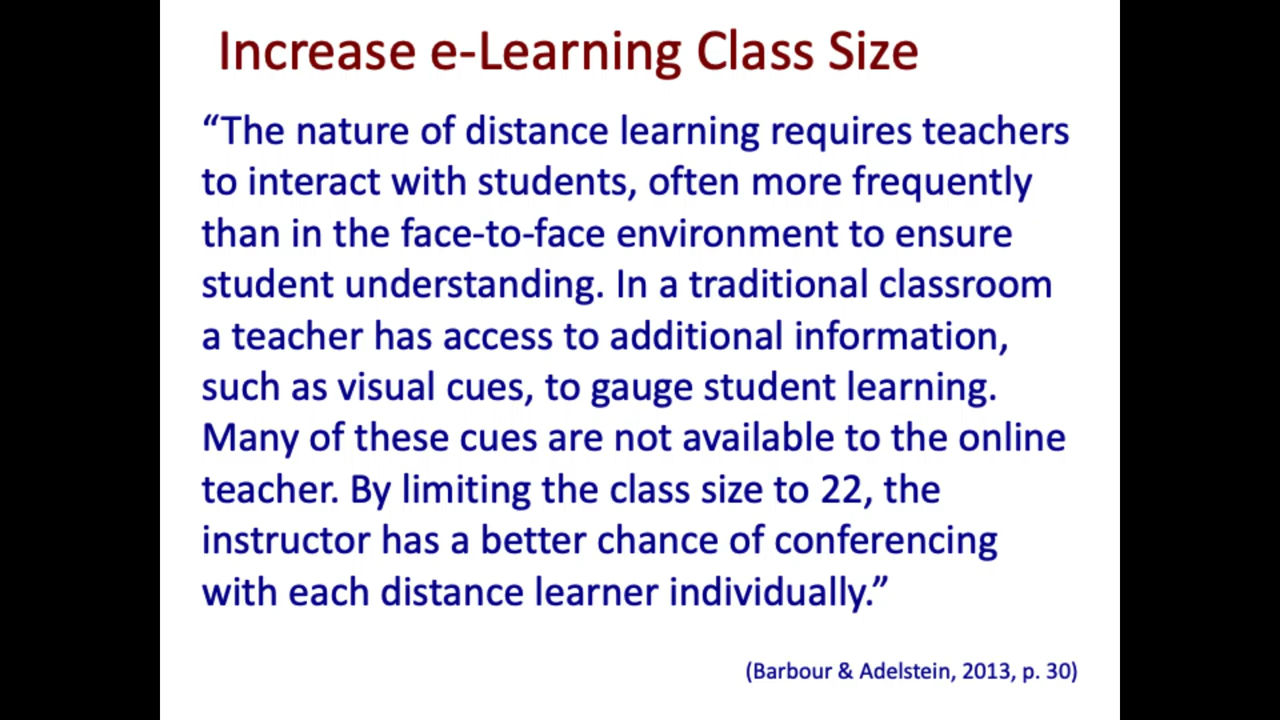 Increase e-Learning Class Size
“The nature of distance learning requires teachers
to interact with students, often more frequently
than in the face-to-face environment to ensure
student understanding. In a traditional classroom
a teacher has access to additional information,
such as visual cues, to gauge student learning.
Many of these cues are not available to the online
teacher. By limiting the class size to 22, the
instructor has a better chance of conferencing
with each distance learner individually.”
(Barbour & Adelstein, 2013, p. 30)